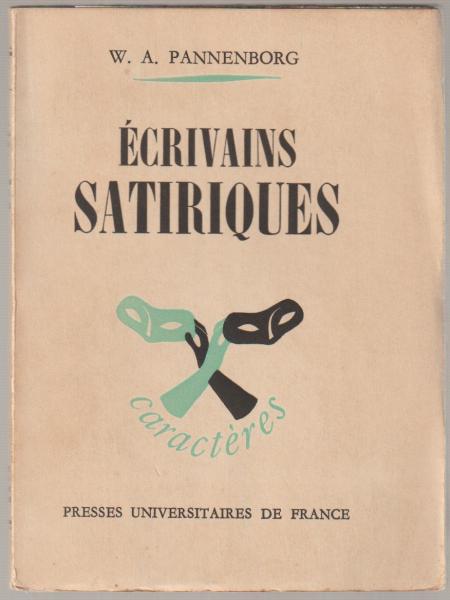 W. A. PANNENBORG
ÉCRIVAINS
SATIRIQUES
caractères
PRESSES UNIVERSITAIRES DE FRANCE